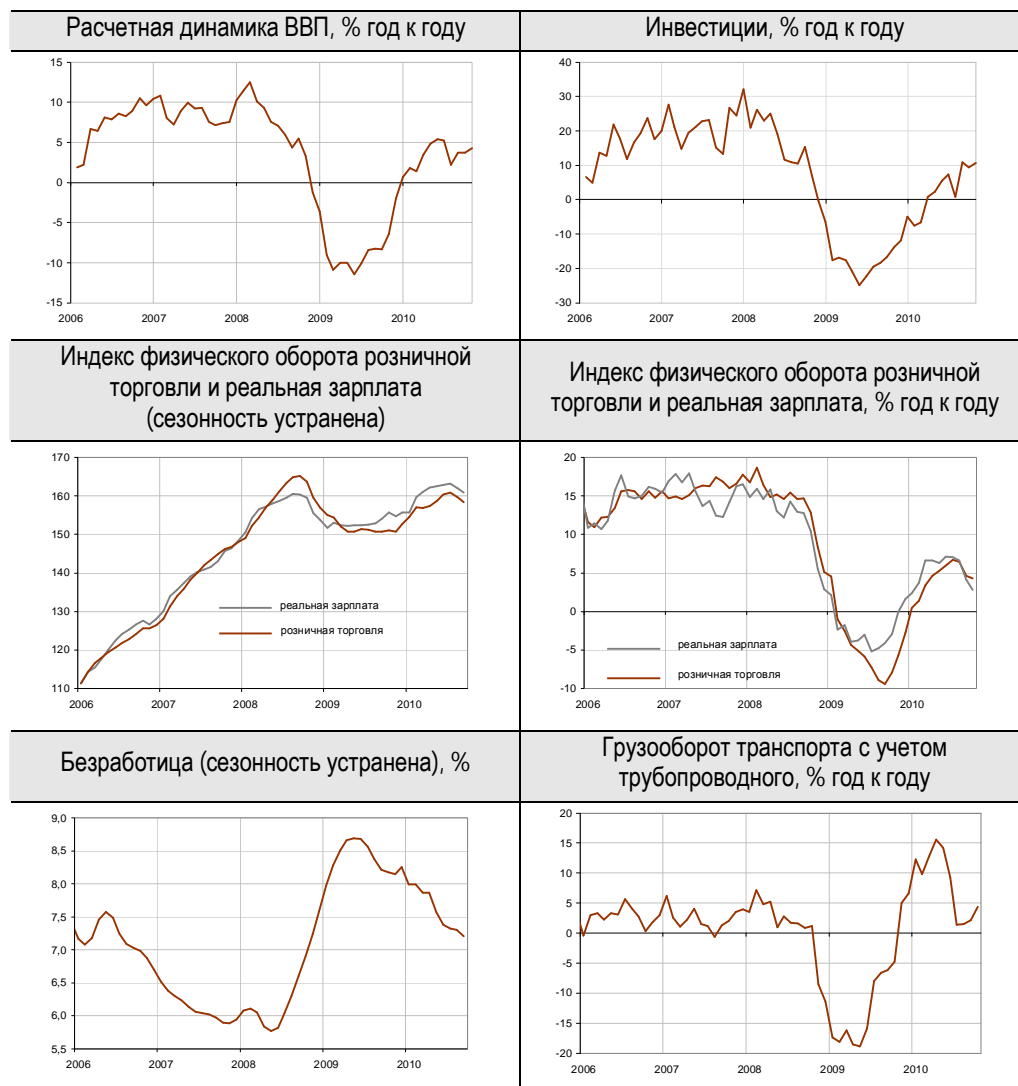 Расчетная динамика ВВП, % год к году
Инвестиции, % год к году
15
10
5
0
-5
-10
-15
2006 2007 2008 2009 2010
40
30
20
10
0
-10
-20
-30
2006 2007 2008 2009 2010
Индекс физического оборота розничной
торговли и реальная зарплата
(сезонность устранена)
Индекс физического оборота розничной
торговли и реальная зарплата, % год к году
170
160
150
140
130
120
110
реальная зарплата
розничная торговля
2006 2007 2008 2009 2010
20
15
10
5
0
-5
-10
реальная зарплата
розничная торговля
2006 2007 2008 2009 2010
Безработица (сезонность устранена), %
Грузооборот транспорта с учетом
трубопроводного, % год к году
9,0
8,5
8,0
7,5
7,0
6,5
6,0
5,5
2006 2007 2008 2009 2010
20
15
10
5
0
-5
-10
-15
-20
2006 2007 2008 2009 2010